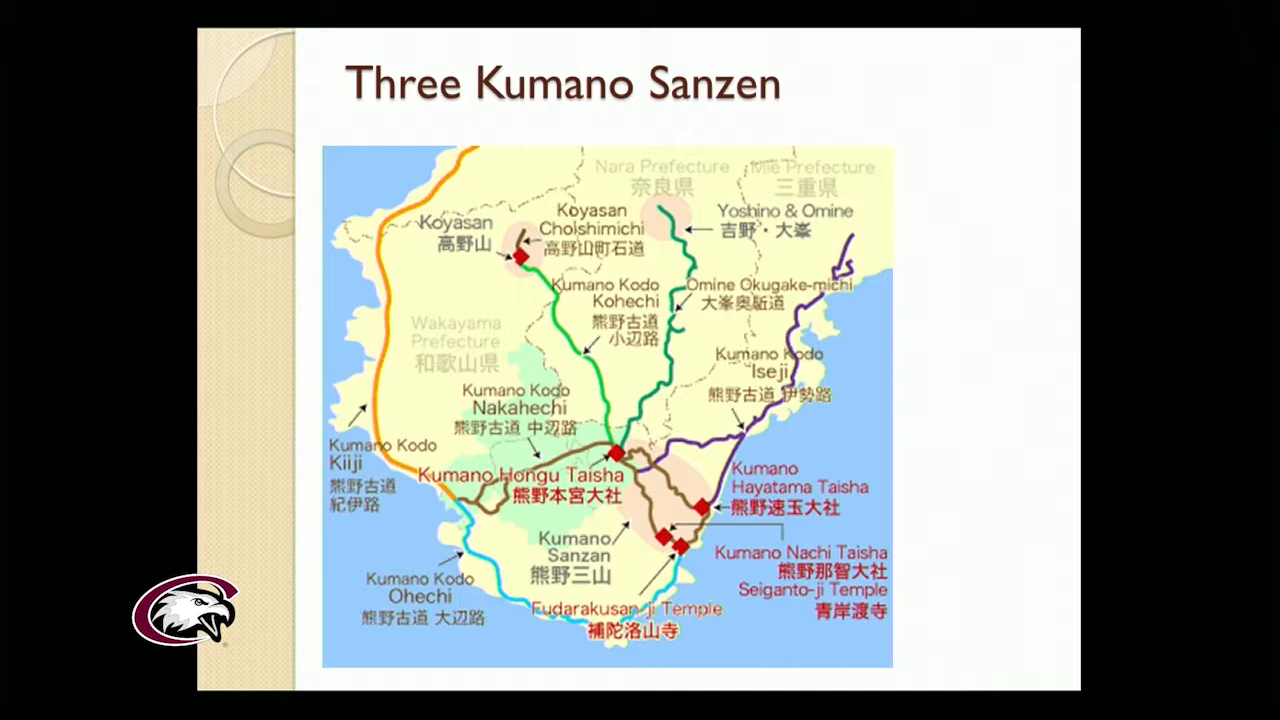 Three Kumano Sanzen
Nara Prefecture
奈良県
Mie Prefecture
三重県
Koyasan
高野山
Koyasan
Choishimichi
高野山町石道
Yoshino & Omine
吉野・大峯
Kumano Kodo
Kohechi
熊野古道
小辺路
Omine Okugake-michi
大峯奥駈道
Wakayama
Prefecture
和歌山県
Kumano Kodo
Iseji
熊野古道 伊勢路
Kumano Kodo
Nakahechi
熊野古道 中辺路
Kumano Kodo
Kiiji
熊野古道
紀伊路
Kumano Hongu Taisha
熊野本宮大社
Kumano
Hayatama Taisha
熊野速玉大社
Kumano
Sanzan
熊野三山
Kumano Nachi Taisha
熊野那智大社
Seiganto-ji Temple
青岸渡寺
Kumano Kodo
Ohechi
熊野古道 大辺路
Fudarakusan-ji Temple
補陀洛山寺